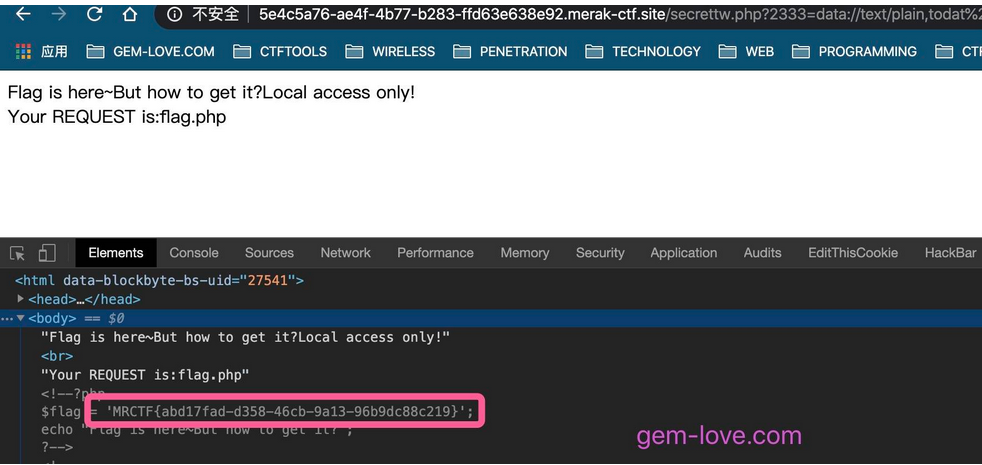 不安全 5e4c5a76-ae4f-4b77-b283-ffd63e638e92.merak-ctf.site/secrettw.php?2333=data://text/plain,todat%2
应用 GEM-LOVE.COM CTFTOOLS WIRELESS PENETRATION TECHNOLOGY WEB PROGRAMMING CTF
Flag is here~But how to get it?Local access only!
Your REQUEST is:flag.php
Elements Console Sources Network Performance Memory Security Application Audits EditThisCookie HackBar
<html data-blockbyte-bs-uid="27541">
<head>…</head>
<body> == $0
"Flag is here~But how to get it?Local access only!"
<br>
"Your REQUEST is:flag.php"
<!--?php
$flag = 'MRCTF{abd17fad-d358-46cb-9a13-96b9dc88c219}';
echo "Flag is here~But how to get it?";
?-->
gem-love.com